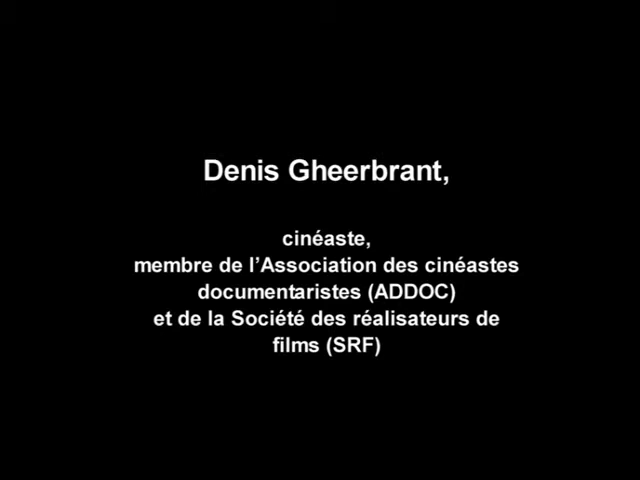 Denis Gheerbrant,
cinéaste,
membre de l’Association des cinéastes
documentaristes (ADDOC)
et de la Société des réalisateurs de
films (SRF)